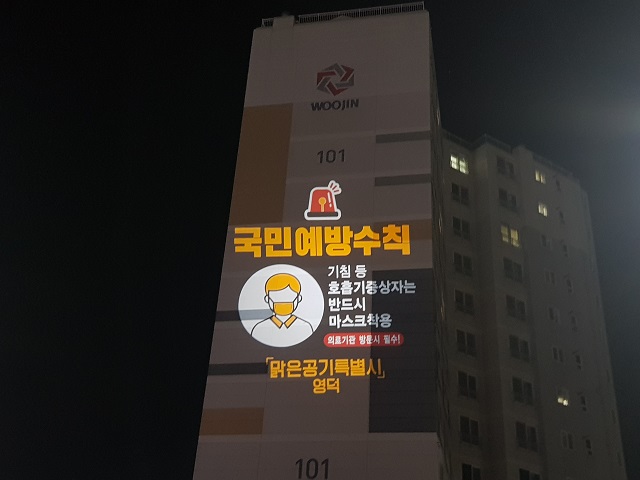 WOOJIN
101
국민예방수칙
기침 등
호흡기증상자는
반드시
마스크착용
의료기관 방문시 필수!
「맑은공기특별시」
영덕
101